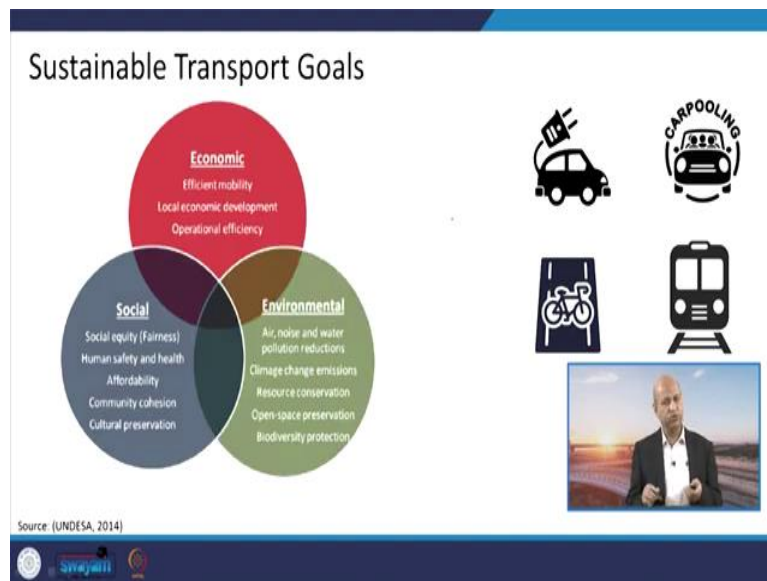 Sustainable Transport Goals
Economic
Efficient mobility
Local economic development
Operational efficiency
Social
Social equity (Fairness)
Human safety and health
Affordability
Community cohesion
Cultural preservation
Environmental
Air, noise and water
pollution reductions
Climage change emissions
Resource conservation
Open-space preservation
Biodiversity protection
CARPOOLING
Source: (UNDESA, 2014)
swayam